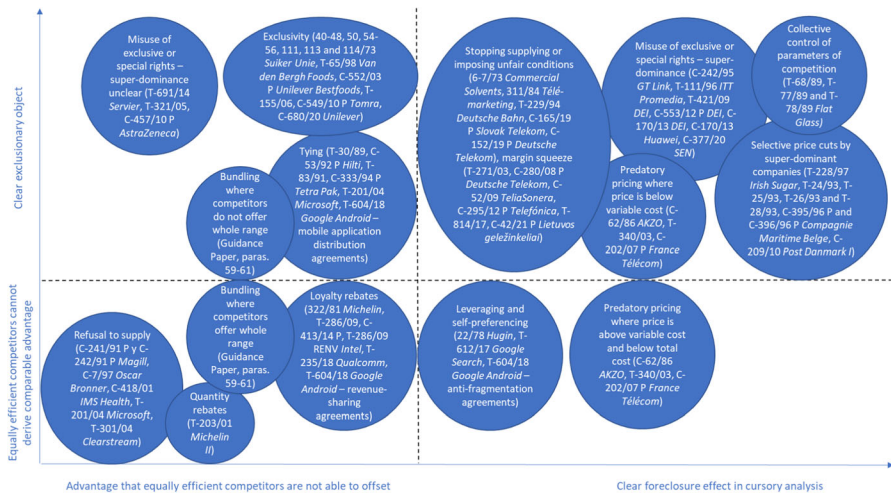 Clear exclusionary object
Equally efficient competitors cannot
derive comparable advantage
Misuse of
exclusive or
special rights –
super-dominance
unclear (T-691/14
Servier, T-321/05,
C-457/10 P
AstraZeneca)
Exclusivity (40-48, 50, 54-
56, 111, 113 and 114/73
Suiker Unie, T-65/98 Van
den Bergh Foods, C-552/03
P Unilever Bestfoods, T-
155/06, C-549/10 P Tomra,
C-680/20 Unilever)
Tying (T-30/89, C-
53/92 P Hilti, T-
83/91, C-333/94 P
Tetra Pak, T-201/04
Microsoft, T-604/18
Google Android –
mobile application
distribution
agreements)
Bundling
where
competitors
do not offer
whole range
(Guidance
Paper, paras.
59-61)
Stopping supplying or
imposing unfair conditions
(6-7/73 Commercial
Solvents, 311/84 Télé-
marketing, T-229/94
Deutsche Bahn, C-165/19
P Slovak Telekom, C-
152/19 P Deutsche
Telekom), margin squeeze
(T-271/03, C-280/08 P
Deutsche Telekom, C-
52/09 TeliaSonera,
C-295/12 P Telefónica, T-
814/17, C-42/21 P Lietuvos
geležinkeliai)
Misuse of exclusive or
special rights – super-
dominance (C-242/95
GT Link, T-111/96 ITT
Promedia, T-421/09
DEI, C-553/12 P DEI, C-
170/13 DEI, C-170/13
Huawei, C-377/20
SEN)
Collective
control of
parameters of
competition
(T-68/89, T-
77/89 and T-
78/89 Flat
Glass)
Predatory
pricing where
price is below
variable cost (C-
62/86 AKZO, T-
340/03, C-
202/07 P France
Télécom)
Selective price cuts by
super-dominant
companies (T-228/97
Irish Sugar, T-24/93, T-
25/93, T-26/93 and T-
28/93, C-395/96 P and
C-396/96 P Compagnie
Maritime Belge, C-
209/10 Post Danmark I)
Refusal to supply
(C-241/91 P y C-
242/91 P Magill,
C-7/97 Oscar
Bronner, C-418/01
IMS Health, T-
201/04 Microsoft,
T-301/04
Clearstream)
Bundling
where
competitors
offer whole
range
(Guidance
Paper, paras.
59-61)
Quantity
rebates
(T-203/01
Michelin
II)
Loyalty rebates
(322/81 Michelin,
T-286/09, C-
413/14 P, T-286/09
RENV Intel, T-
235/18 Qualcomm,
T-604/18 Google
Android – revenue-
sharing
agreements)
Leveraging and
self-preferencing
(22/78 Hugin, T-
612/17 Google
Search, T-604/18
Google Android –
anti-fragmentation
agreements)
Predatory pricing
where price is
above variable cost
and below total
cost (C-62/86
AKZO, T-340/03, C-
202/07 P France
Télécom)
Advantage that equally efficient competitors are not able to offset
Clear foreclosure effect in cursory analysis